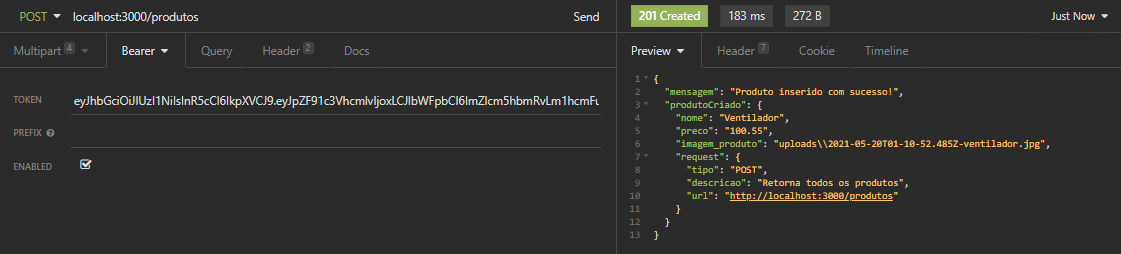 POST localhost:3000/produtos Send
Multipart 4 Bearer Query Header 2 Docs
TOKEN
PREFIX
ENABLED
201 Created 183 ms 272 B Just Now
Preview Header 7 Cookie Timeline
1 {
2 "mensagem": "Produto inserido com sucesso!",
3 "produtoCriado": {
4 "nome": "Ventilador",
5 "preco": "100.55",
6 "imagem_produto": "uploads\\2021-05-20T01-10-52.485Z-ventilador.jpg",
7 "request": {
8 "tipo": "POST",
9 "descricao": "Retorna todos os produtos",
10 "url": "http://localhost:3000/produtos"
11 }
12 }
13 }